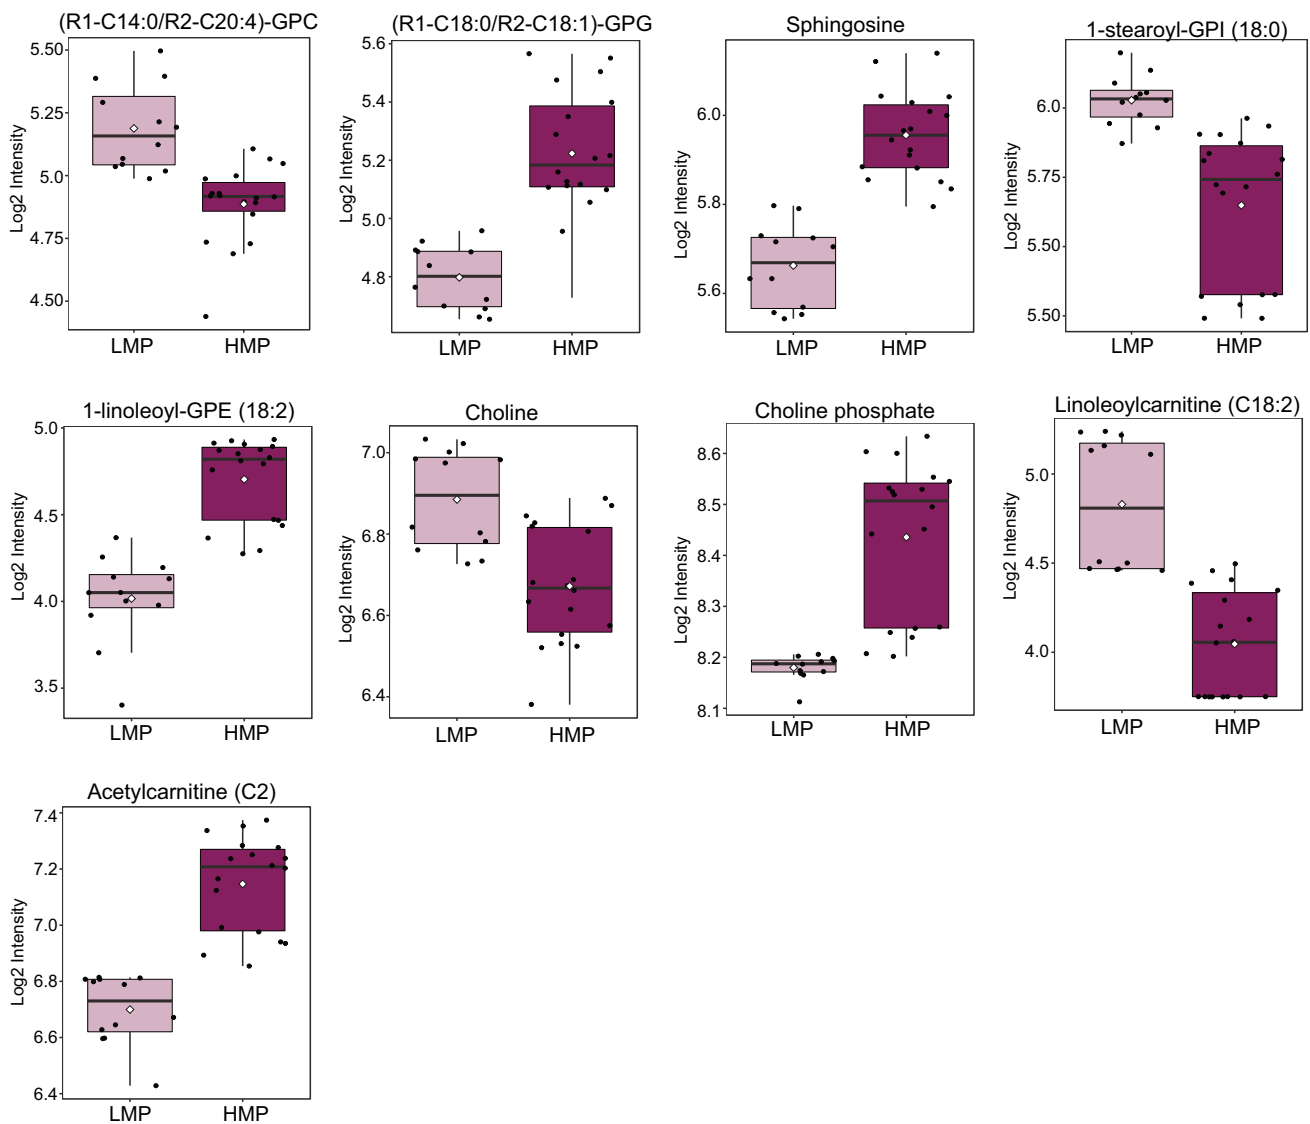 (R1-C14:0/R2-C20:4)-GPC
Log2 Intensity
5.50
5.25
5.00
4.75
4.50
LMP HMP
(R1-C18:0/R2-C18:1)-GPG
Log2 Intensity
5.6
5.4
5.2
5.0
4.8
LMP HMP
Sphingosine
Log2 Intensity
6.0
5.8
5.6
LMP HMP
1-stearoyl-GPI (18:0)
Log2 Intensity
6.0
5.75
5.50
5.50
LMP HMP
1-linoleoyl-GPE (18:2)
Log2 Intensity
5.0
4.5
4.0
3.5
LMP HMP
Choline
Log2 Intensity
7.0
6.8
6.6
6.4
LMP HMP
Choline phosphate
Log2 Intensity
8.6
8.5
8.4
8.3
8.2
8.1
LMP HMP
Linoleoylcarnitine (C18:2)
Log2 Intensity
5.0
4.5
4.0
LMP HMP
Acetylcarnitine (C2)
Log2 Intensity
7.4
7.2
7.0
6.8
6.6
6.4
LMP HMP